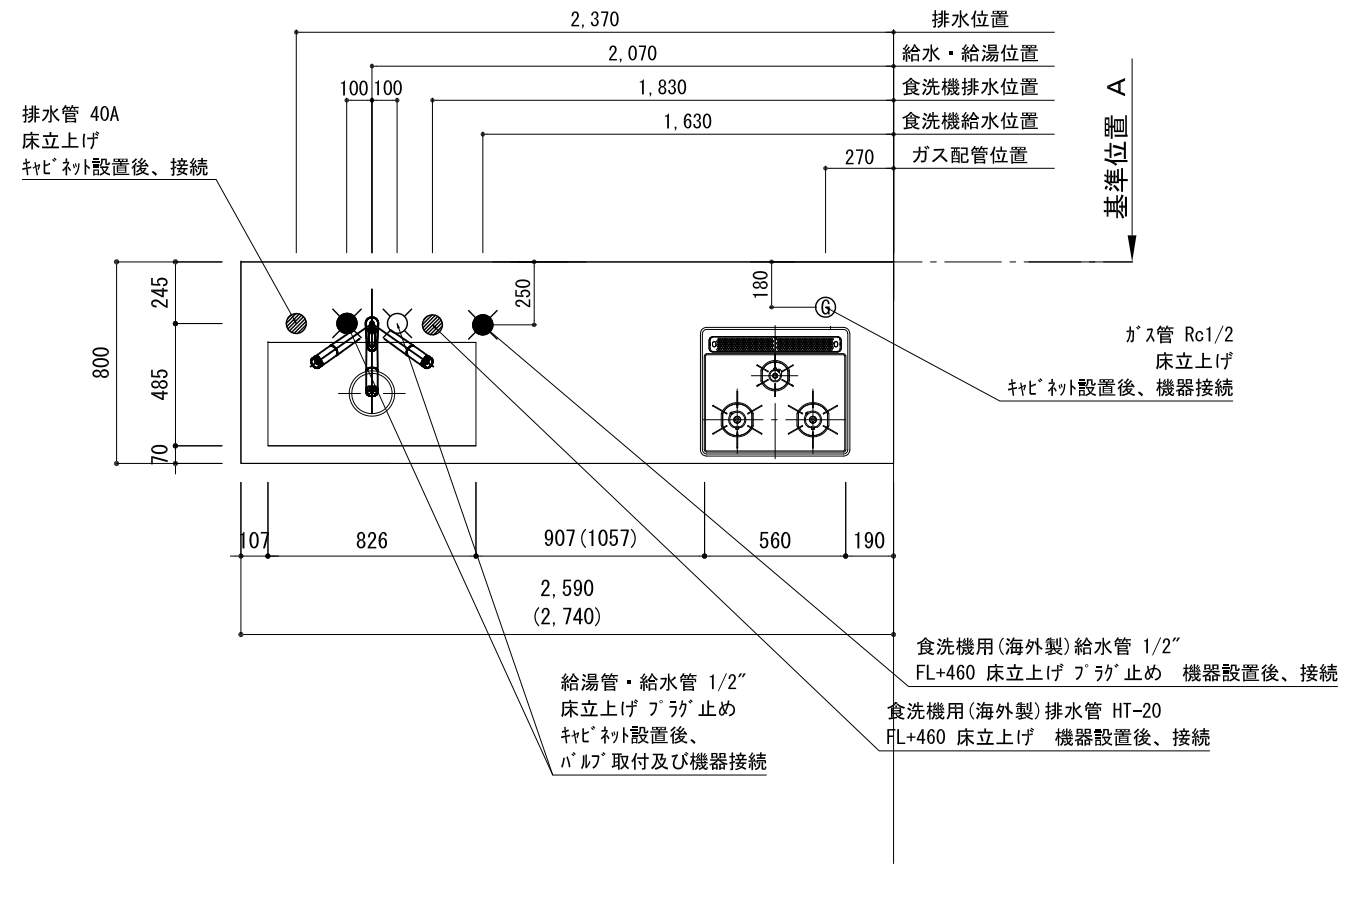 2,370
排水位置
2,070
給水・給湯位置
100
100
1,830
食洗機排水位置
1,630
食洗機給水位置
270
ガス配管位置
基準位置 A
排水管 40A
床立上げ
ｷｬﾋﾞﾈｯﾄ設置後、接続
245
485
70
800
250
180
G
ｶﾞｽ管 Rc1/2
床立上げ
ｷｬﾋﾞﾈｯﾄ設置後、機器接続
107
826
907(1057)
560
190
2,590
(2,740)
食洗機用(海外製)給水管 1/2″
FL+460 床立上げ ﾌﾟﾗｸﾞ止め　機器設置後、接続
給湯管・給水管 1/2″
床立上げ ﾌﾟﾗｸﾞ止め
ｷｬﾋﾞﾈｯﾄ設置後、
ﾊﾞﾙﾌﾞ取付及び機器接続
食洗機用(海外製)排水管 HT-20
FL+460 床立上げ　機器設置後、接続